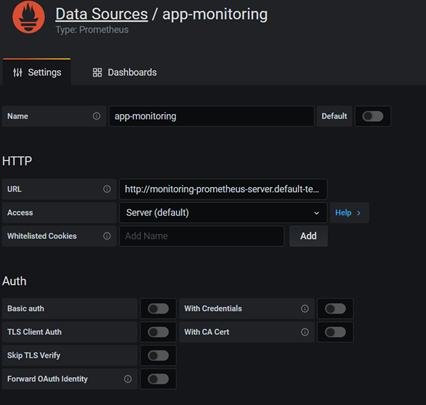 Data Sources / app-monitoring
Type: Prometheus
Settings Dashboards
Name app-monitoring Default
HTTP
URL http://monitoring-prometheus-server.default-te...
Access Server (default) Help >
Whitelisted Cookies Add Name Add
Auth
Basic auth With Credentials
TLS Client Auth With CA Cert
Skip TLS Verify
Forward OAuth Identity